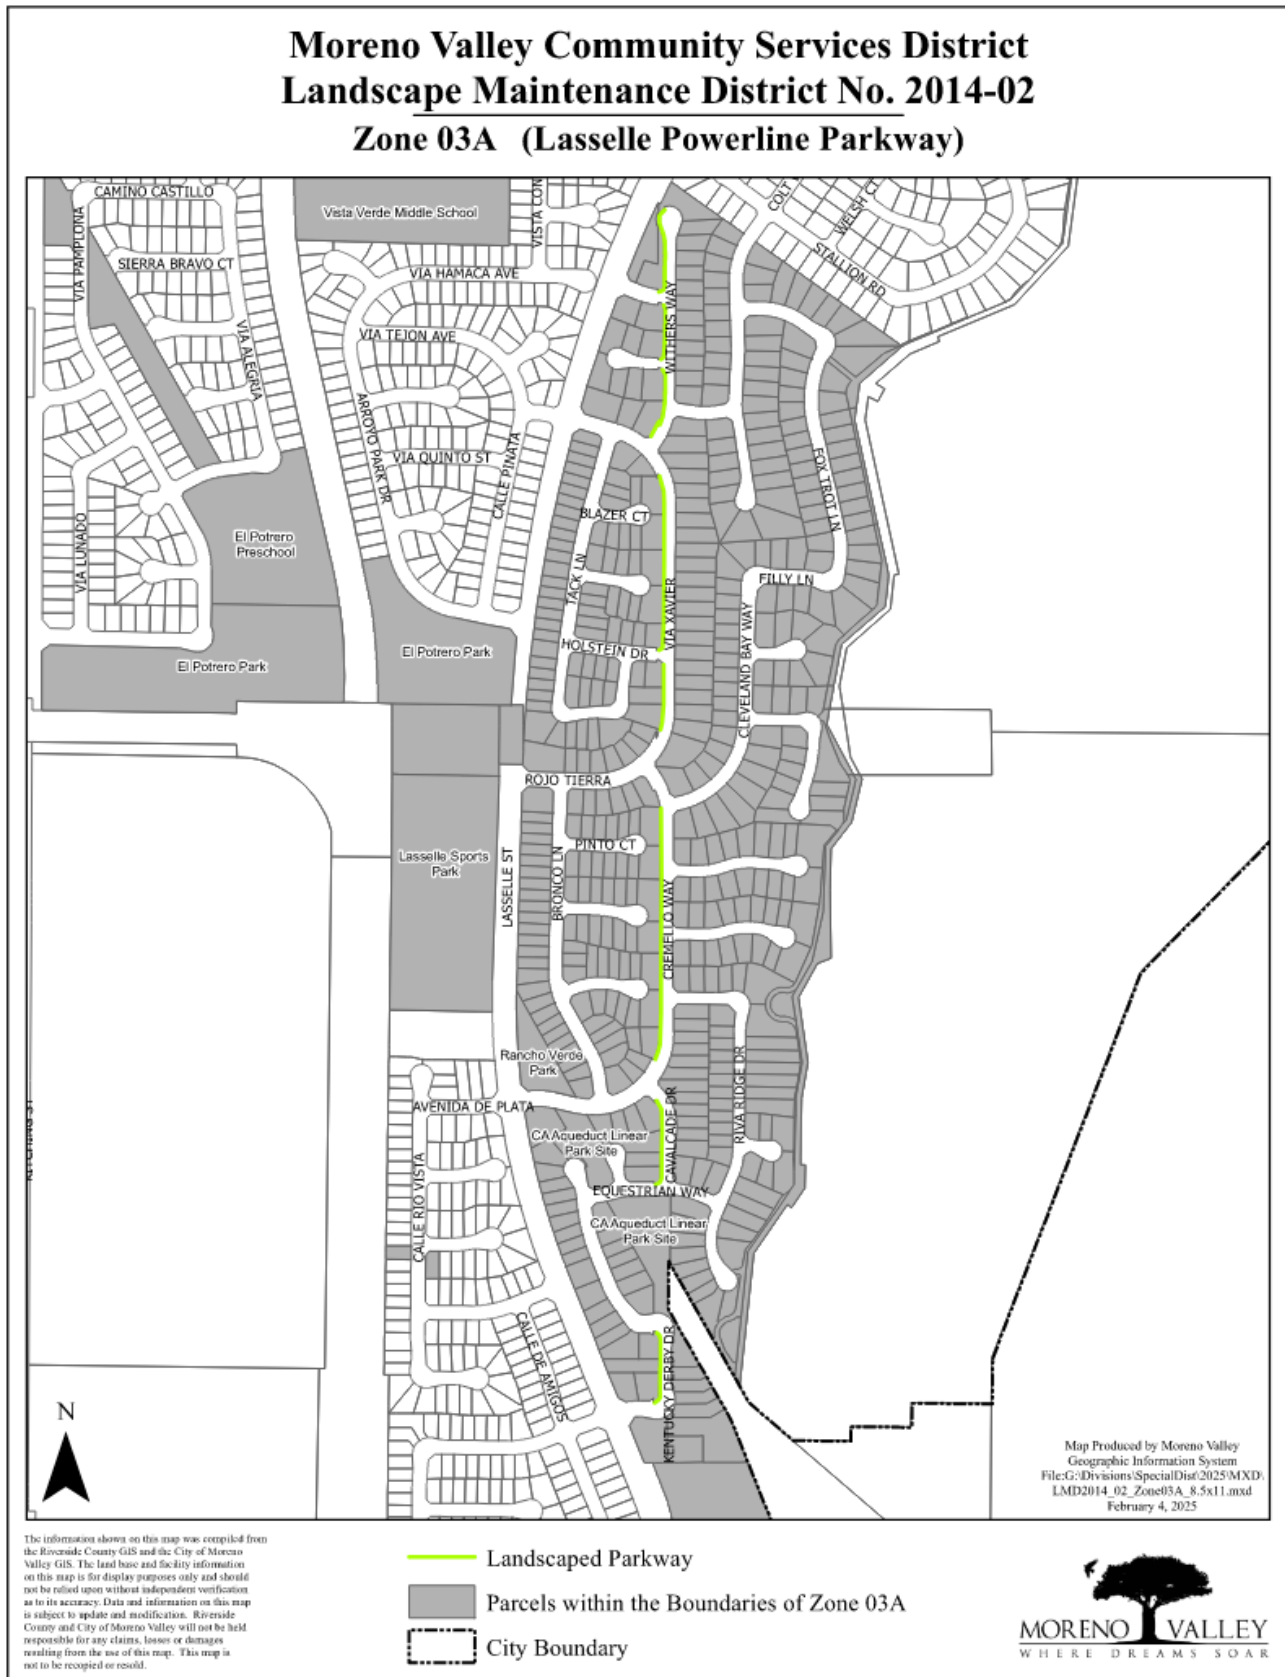 Moreno Valley Community Services District
Landscape Maintenance District No. 2014-02
Zone 03A (Lasselle Powerline Parkway)
CAMINO CASTILLO
VIA PAMPLONA
SIERRA BRAVO CT
VIA ALEGRIA
Vista Verde Middle School
VISTA CON
COLT
WELSH CT
STALLION RD
VIA HAMACA AVE
VIA TEJON AVE
WITHERS WAY
ARROYO PARK DR
VIA QUINTO ST
CALLE PINATA
FOX TROT LN
VIA LUNADO
El Potrero
Preschool
BLAZER CT
TACK LN
FILLY LN
VIA XAVIER
HOLSTEIN DR
CLEVELAND BAY WAY
El Potrero Park
El Potrero Park
ROJO TIERRA
Lasselle Sports
Park
LASSELLE ST
BRONCO LN
PINTO CT
CREMELLO WAY
Rancho Verde
Park
RIVA RIDGE DR
AVENIDA DE PLATA
CAVALCADE DR
CA Aqueduct Linear
Park Site
KITCHING ST
CALLE RIO VISTA
EQUESTRIAN WAY
CA Aqueduct Linear
Park Site
CALLE DE AMIGOS
KENTUCKY DERBY DR
N
Map Produced by Moreno Valley
Geographic Information System
File:G:\Divisions\SpecialDist\2025\MXD\
LMD2014_02_Zone03A_8.5x11.mxd
February 4, 2025
The information shown on this map was compiled from
the Riverside County GIS and the City of Moreno
Valley GIS. The land base and facility information
on this map is for display purposes only and should
not be relied upon without independent verification
as to its accuracy. Data and information on this map
is subject to update and modification. Riverside
County and City of Moreno Valley will not be held
responsible for any claims, losses or damages
resulting from the use of this map. This map is
not to be recopied or resold.
Landscaped Parkway
Parcels within the Boundaries of Zone 03A
City Boundary
MORENO VALLEY
WHERE DREAMS SOAR